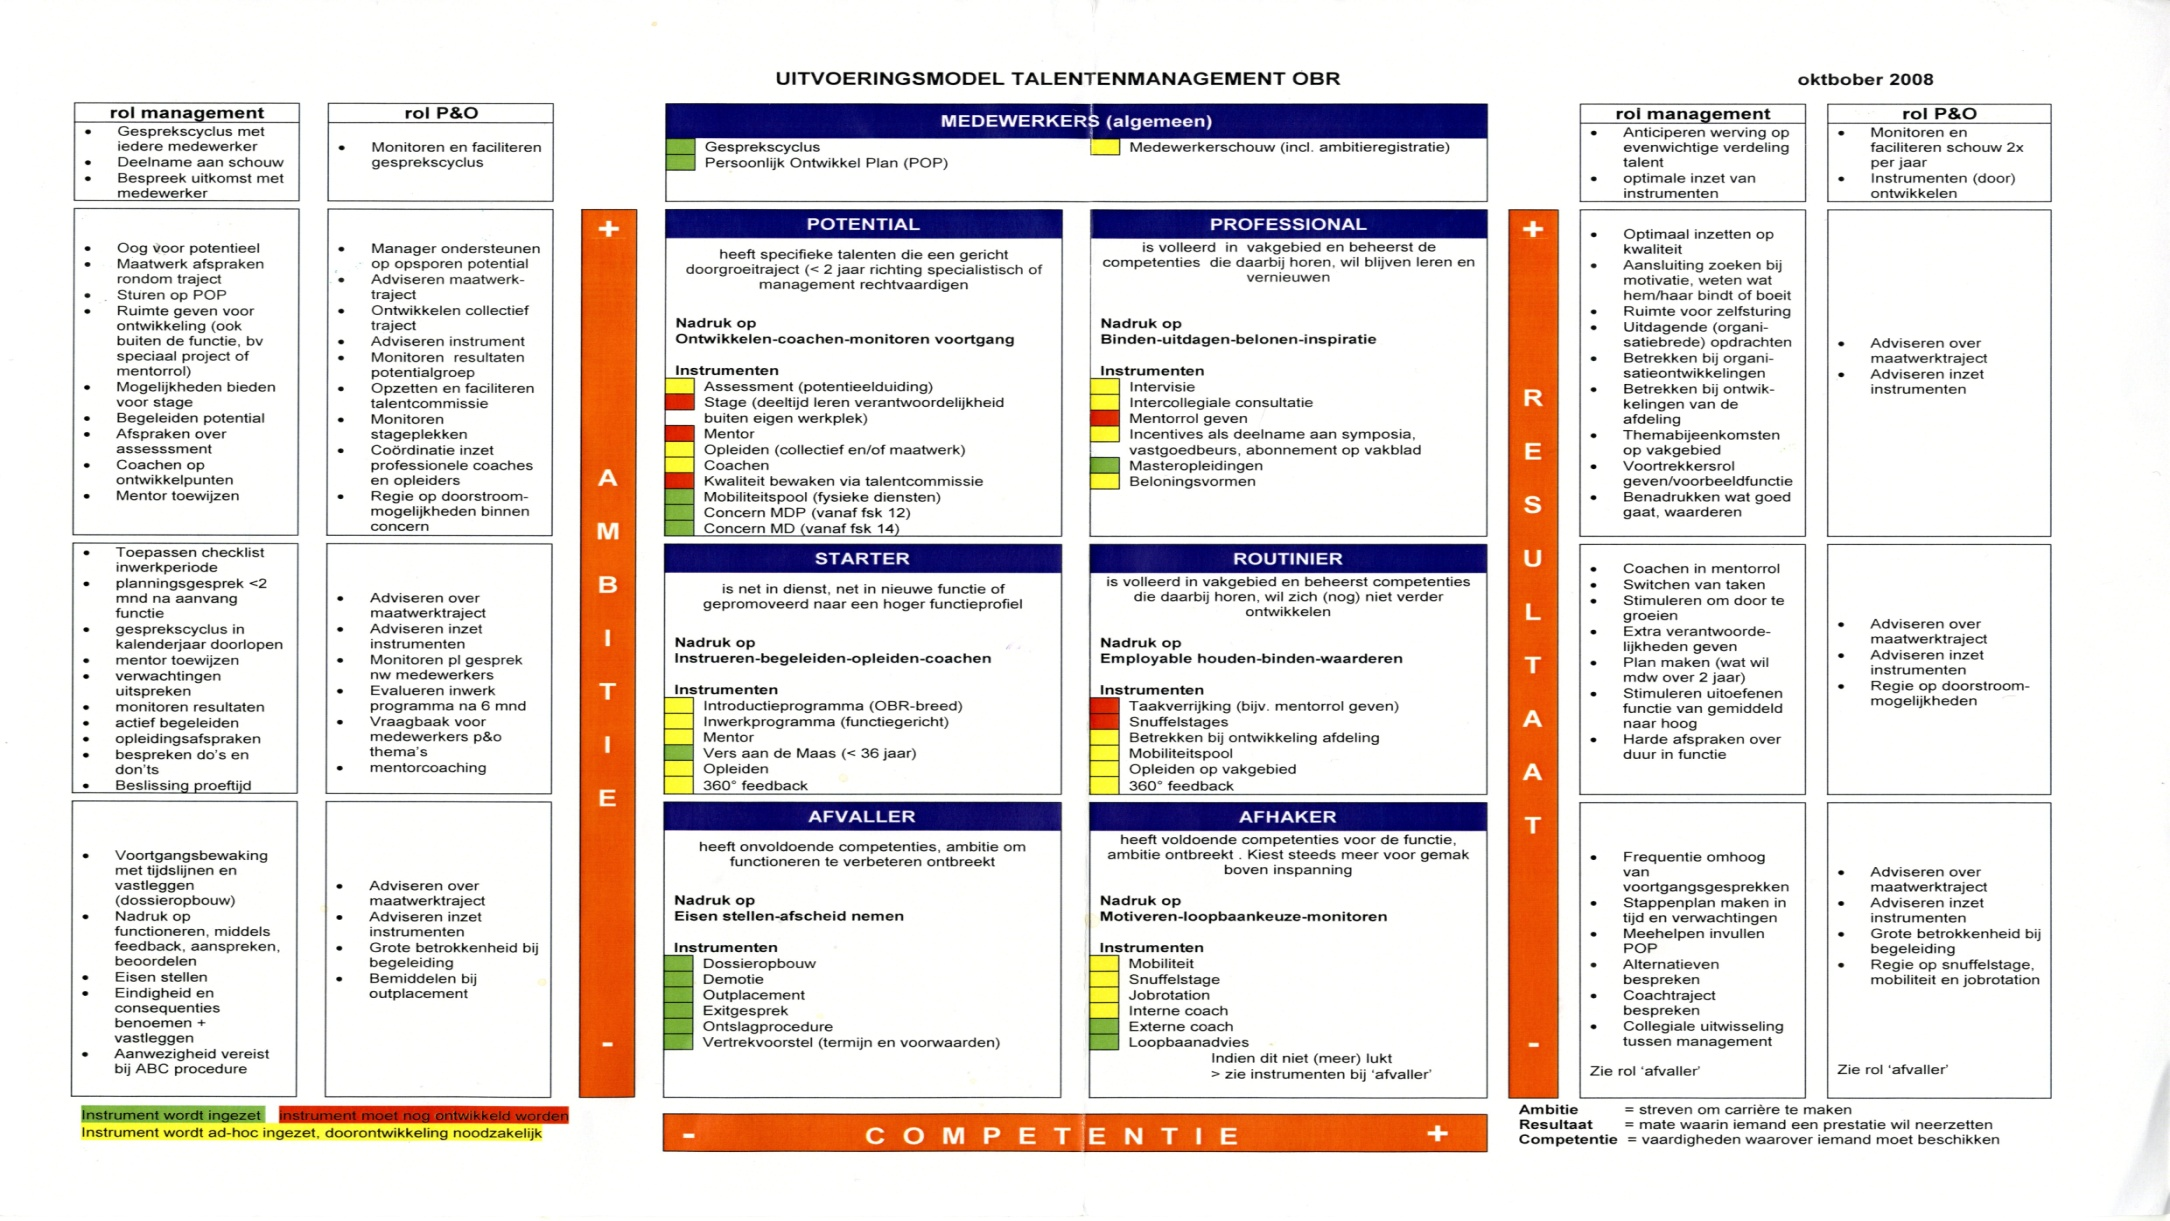 UITVOERINGSMODEL TALENTENMANAGEMENT OBR
oktbober 2008
rol management
Gesprekscyclus met
iedere medewerker
Deelname aan schouw
Bespreek uitkomst met
medewerker
rol P&O
Monitoren en faciliteren
gesprekscyclus
MEDEWERKERS (algemeen)
Gesprekscyclus
Persoonlijk Ontwikkel Plan (POP)
Medewerkerschouw (incl. ambitieregistratie)
rol management
Anticiperen werving op
evenwichtige verdeling
talent
optimale inzet van
instrumenten
rol P&O
Monitoren en
faciliteren schouw 2x
per jaar
Instrumenten (door)
ontwikkelen
Oog voor potentieel
Maatwerk afspraken
rondom traject
Sturen op POP
Ruimte geven voor
ontwikkeling (ook
buiten de functie, bv
speciaal project of
mentorrol)
Mogelijkheden bieden
voor stage
Begeleiden potential
Afspraken over
assesssment
Coachen op
ontwikkelpunten
Mentor toewijzen
Manager ondersteunen
op opsporen potential
Adviseren maatwerk-
traject
Ontwikkelen collectief
traject
Adviseren instrument
Monitoren resultaten
potentialgroep
Opzetten en faciliteren
talentcommissie
Monitoren
stageplekken
Coördinatie inzet
professionele coaches
en opleiders
Regie op doorstroom-
mogelijkheden binnen
concern
+
A
M
B
I
T
I
E
-
POTENTIAL
heeft specifieke talenten die een gericht
doorgroeitraject (< 2 jaar richting specialistisch of
management rechtvaardigen
Nadruk op
Ontwikkelen-coachen-monitoren voortgang
Instrumenten
Assessment (potentieelduiding)
Stage (deeltijd leren verantwoordelijkheid
buiten eigen werkplek)
Mentor
Opleiden (collectief en/of maatwerk)
Coachen
Kwaliteit bewaken via talentcommissie
Mobiliteitspool (fysieke diensten)
Concern MDP (vanaf fsk 12)
Concern MD (vanaf fsk 14)
PROFESSIONAL
is volleerd in vakgebied en beheerst de
competenties die daarbij horen, wil blijven leren en
vernieuwen
Nadruk op
Binden-uitdagen-belonen-inspiratie
Instrumenten
Intervisie
Intercollegiale consultatie
Mentorrol geven
Incentives als deelname aan symposia,
vastgoedbeurs, abonnement op vakblad
Masteropleidingen
Beloningsvormen
+
R
E
S
U
L
T
A
A
T
-
Optimaal inzetten op
kwaliteit
Aansluiting zoeken bij
motivatie, weten wat
hem/haar bindt of boeit
Ruimte voor zelfsturing
Uitdagende (organi-
satiebrede) opdrachten
Betrekken bij organi-
satieontwikkelingen
Betrekken bij ontwik-
kelingen van de
afdeling
Themabijeenkomsten
op vakgebied
Voortrekkersrol
geven/voorbeeldfunctie
Benadrukken wat goed
gaat, waarderen
Adviseren over
maatwerktraject
Adviseren inzet
instrumenten
Toepassen checklist
inwerkperiode
planningsgesprek <2
mnd na aanvang
functie
gesprekscyclus in
kalenderjaar doorlopen
mentor toewijzen
verwachtingen
uitspreken
monitoren resultaten
actief begeleiden
opleidingsafspraken
bespreken do's en
don'ts
Beslissing proeftijd
Adviseren over
maatwerktraject
Adviseren inzet
instrumenten
Monitoren pl gesprek
nw medewerkers
Evalueren inwerk
programma na 6 mnd
Vraagbaak voor
medewerkers p&o
thema's
mentorcoaching
STARTER
is net in dienst, net in nieuwe functie of
gepromoveerd naar een hoger functieprofiel
Nadruk op
Instrueren-begeleiden-opleiden-coachen
Instrumenten
Introductieprogramma (OBR-breed)
Inwerkprogramma (functiegericht)
Mentor
Vers aan de Maas (< 36 jaar)
Opleiden
360° feedback
ROUTINIER
is volleerd in vakgebied en beheerst competenties
die daarbij horen, wil zich (nog) niet verder
ontwikkelen
Nadruk op
Employable houden-binden-waarderen
Instrumenten
Taakverrijking (bijv. mentorrol geven)
Snuffelstages
Betrekken bij ontwikkeling afdeling
Mobiliteitspool
Opleiden op vakgebied
360° feedback
Coachen in mentorrol
Switchen van taken
Stimuleren om door te
groeien
Extra verantwoorde-
lijkheden geven
Plan maken (wat wil
mdw over 2 jaar)
Stimuleren uitoefenen
functie van gemiddeld
naar hoog
Harde afspraken over
duur in functie
Adviseren over
maatwerktraject
Adviseren inzet
instrumenten
Regie op doorstroom-
mogelijkheden
Voortgangsbewaking
met tijdslijnen en
vastleggen
(dossieropbouw)
Nadruk op
functioneren, middels
feedback, aanspreken,
beoordelen
Eisen stellen
Eindigheid en
consequenties
benoemen +
vastleggen
Aanwezigheid vereist
bij ABC procedure
Adviseren over
maatwerktraject
Adviseren inzet
instrumenten
Grote betrokkenheid bij
begeleiding
Bemiddelen bij
outplacement
AFVALLER
heeft onvoldoende competenties, ambitie om
functioneren te verbeteren ontbreekt
Nadruk op
Eisen stellen-afscheid nemen
Instrumenten
Dossieropbouw
Demotie
Outplacement
Exitgesprek
Ontslagprocedure
Vertrekvoorstel (termijn en voorwaarden)
AFHAKER
heeft voldoende competenties voor de functie,
ambitie ontbreekt . Kiest steeds meer voor gemak
boven inspanning
Nadruk op
Motiveren-loopbaankeuze-monitoren
Instrumenten
Mobiliteit
Snuffelstage
Jobrotation
Interne coach
Externe coach
Loopbaanadvies
Indien dit niet (meer) lukt
> zie instrumenten bij 'afvaller'
Frequentie omhoog
van
voortgangsgesprekken
Stappenplan maken in
tijd en verwachtingen
Meehelpen invullen
POP
Alternatieven
bespreken
Coachtraject
bespreken
Collegiale uitwisseling
tussen management
Zie rol 'afvaller'
Adviseren over
maatwerktraject
Adviseren inzet
instrumenten
Grote betrokkenheid bij
begeleiding
Regie op snuffelstage,
mobiliteit en jobrotation
Zie rol 'afvaller'
Instrument wordt ingezet instrument moet nog ontwikkeld worden
Instrument wordt ad-hoc ingezet, doorontwikkeling noodzakelijk
- COMPETENTIE +
Ambitie = streven om carrière te maken
Resultaat = mate waarin iemand een prestatie wil neerzetten
Competentie = vaardigheden waarover iemand moet beschikken